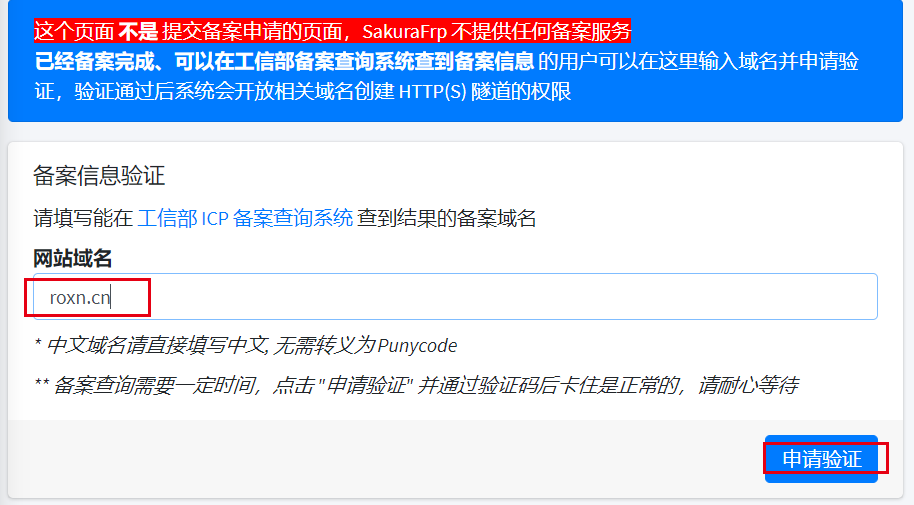 这个页面 不是 提交备案申请的页面，SakuraFrp 不提供任何备案服务
已经备案完成、可以在工信部备案查询系统查到备案信息 的用户可以在这里输入域名并申请验
证，验证通过后系统会开放相关域名创建 HTTP(S) 隧道的权限
备案信息验证
请填写能在 工信部 ICP 备案查询系统 查到结果的备案域名
网站域名
roxn.cn
* 中文域名请直接填写中文, 无需转义为 Punycode
** 备案查询需要一定时间，点击 "申请验证" 并通过验证码后卡住是正常的，请耐心等待
申请验证